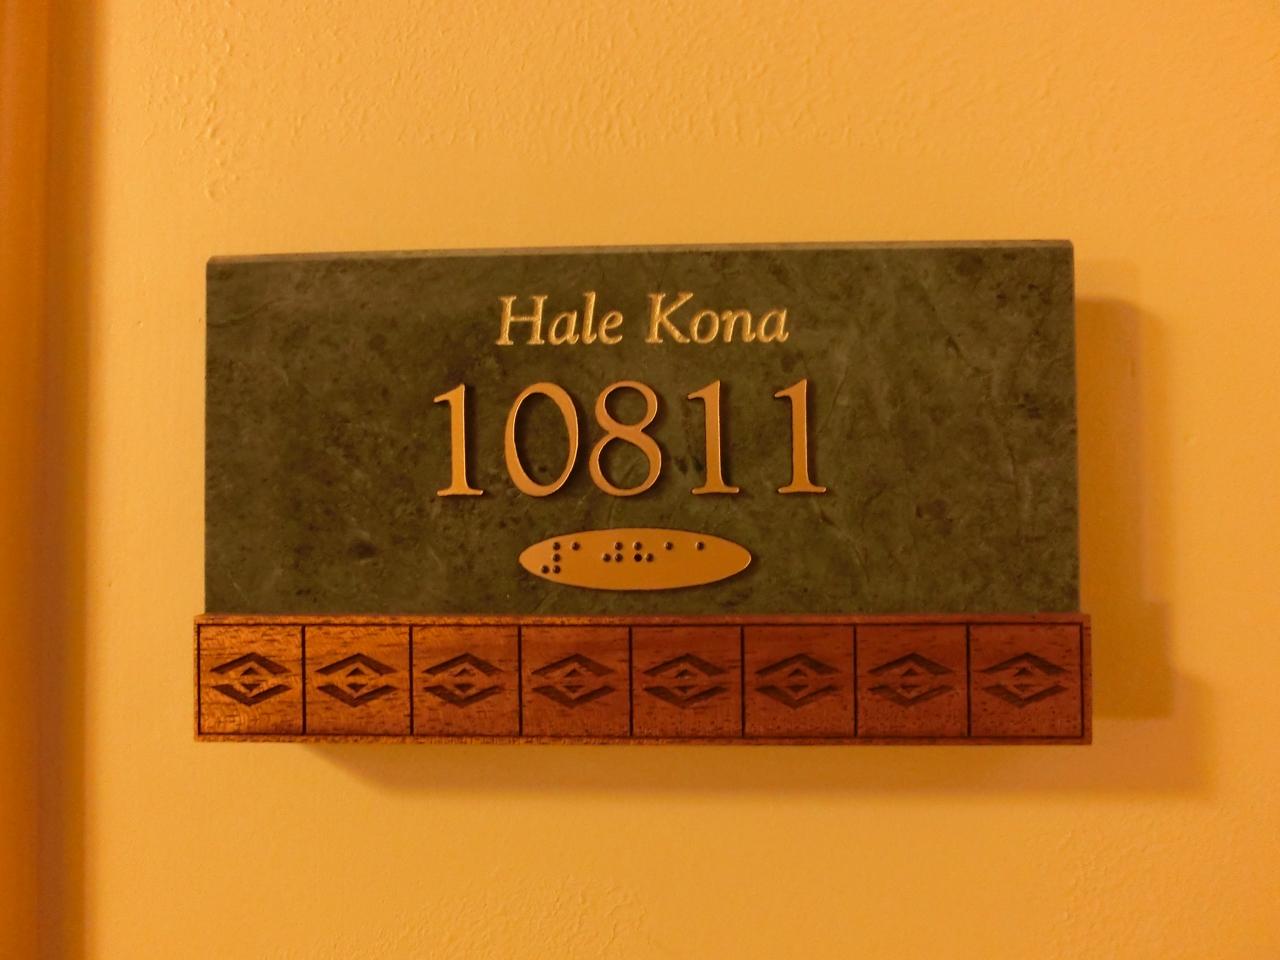 Hale Kona
10811
⠼⠁⠚⠓⠁⠁